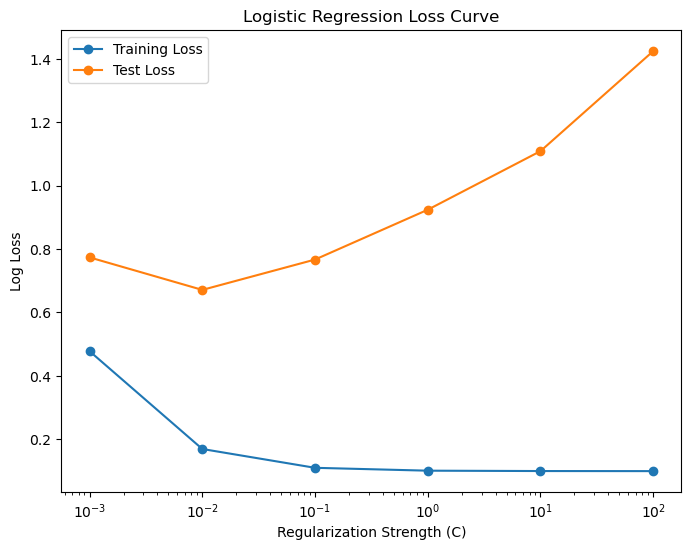 Logistic Regression Loss Curve
Training Loss
Test Loss
Log Loss
1.4
1.2
1.0
0.8
0.6
0.4
0.2
10⁻³
10⁻²
10⁻¹
10⁰
10¹
10²
Regularization Strength (C)